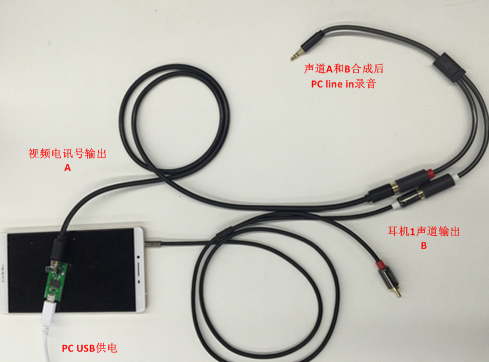 声道A和B合成后
PC line in录音
视频电讯号输出
A
耳机1声道输出
B
PC USB供电